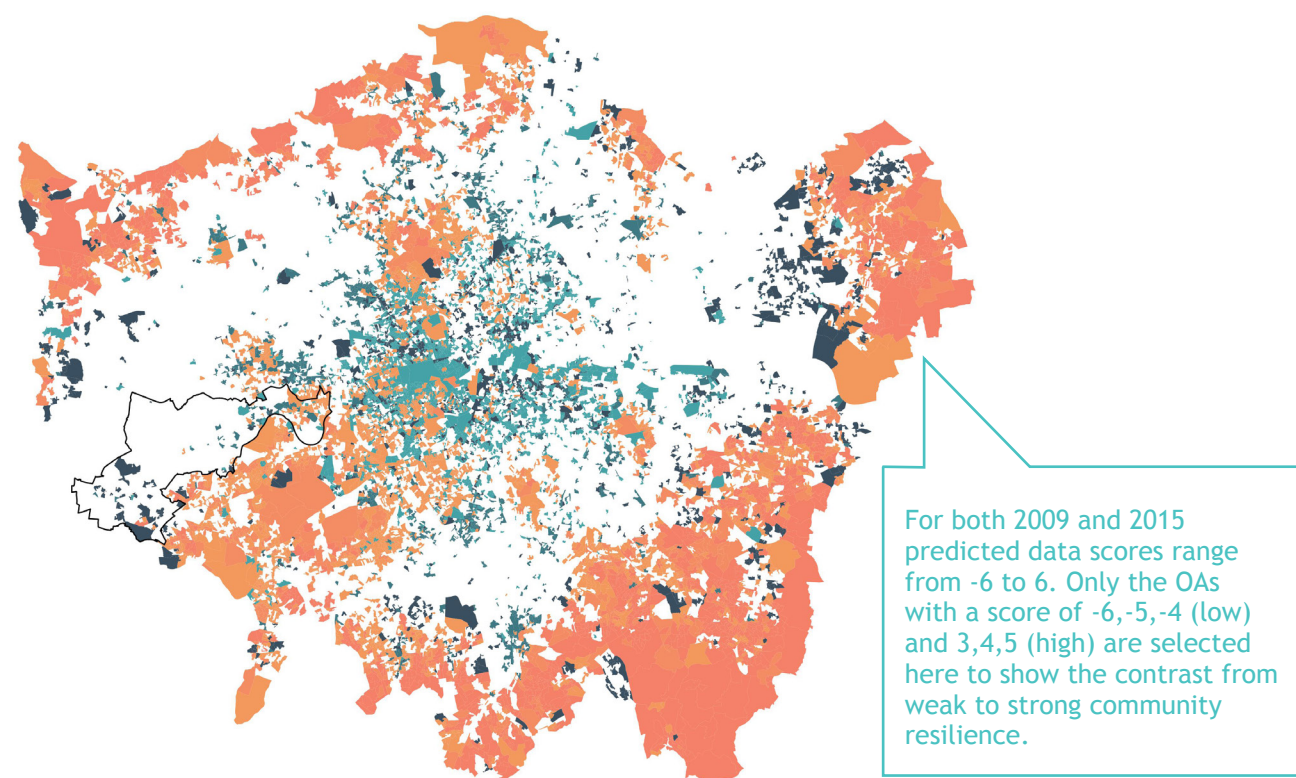 For both 2009 and 2015
predicted data scores range
from -6 to 6. Only the OAs
with a score of -6,-5,-4 (low)
and 3,4,5 (high) are selected
here to show the contrast from
weak to strong community
resilience.